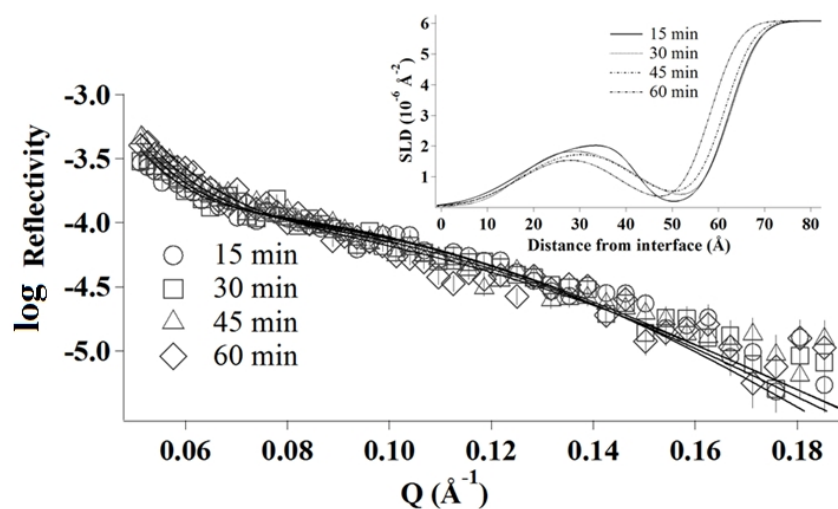 6
5
4
3
2
1
SLD (10⁻⁶ Å⁻²)
15 min
30 min
45 min
60 min
0 10 20 30 40 50 60 70 80
Distance from interface (Å)
-3.0
-3.5
-4.0
-4.5
-5.0
log Reflectivity
15 min
30 min
45 min
60 min
0.06 0.08 0.10 0.12 0.14 0.16 0.18
Q (Å⁻¹)